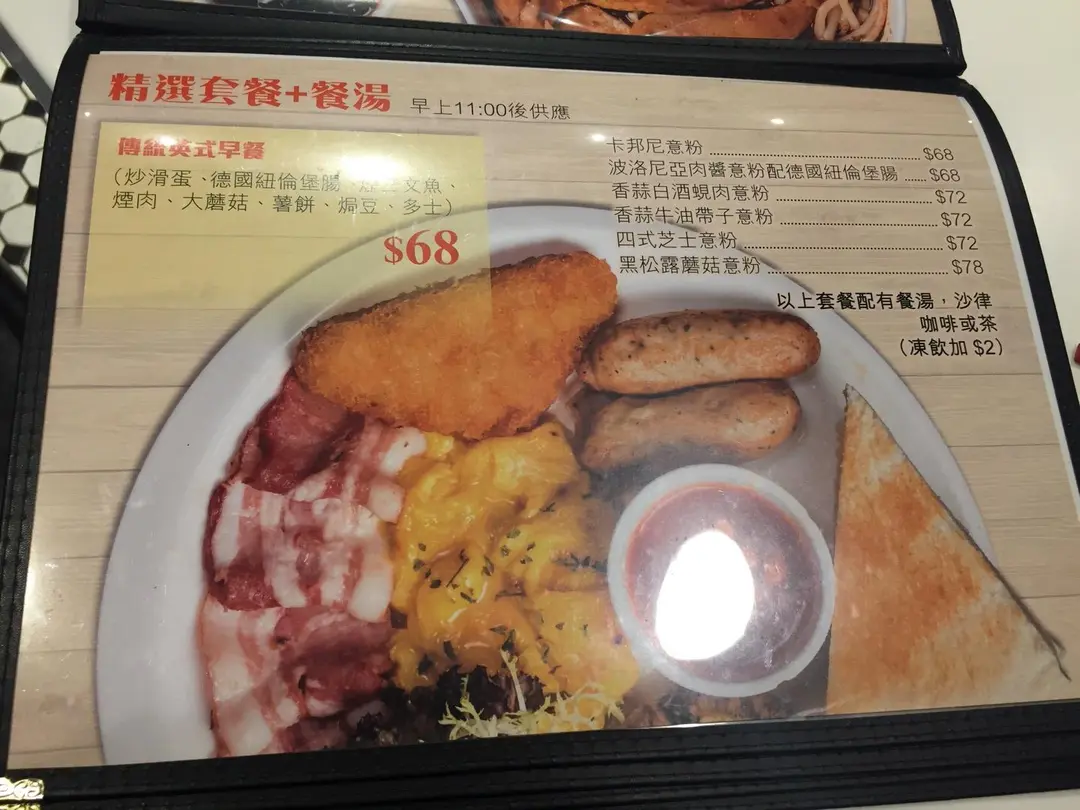 精選套餐+餐湯 早上11:00後供應
傳統英式早餐
(炒滑蛋、德國紐倫堡腸、煙三文魚、
煙肉、大蘑菇、薯餅、焗豆、多士)
$68
卡邦尼意粉 $68
波洛尼亞肉醬意粉配德國紐倫堡腸 $68
香蒜白酒蜆肉意粉 $72
香蒜牛油帶子意粉 $72
四式芝士意粉 $72
黑松露蘑菇意粉 $78
以上套餐配有餐湯，沙律
咖啡或茶
(凍飲加 $2)